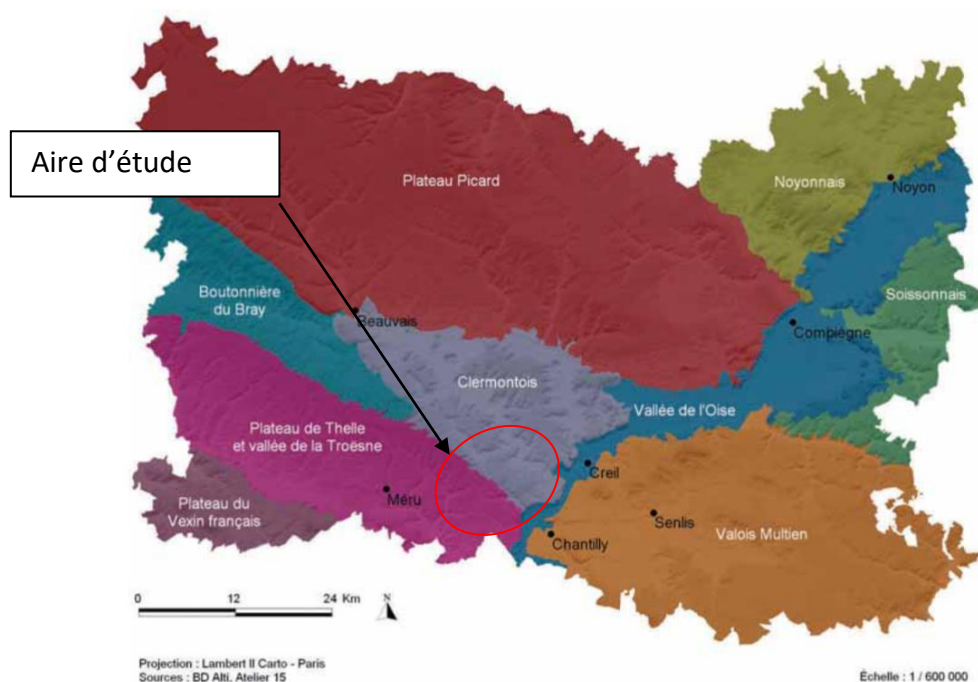 Aire d'étude
Plateau Picard
Noyonnais
Noyon
Boutonnière
du Bray
Beauvais
Soissonnais
Compiègne
Clermontois
Vallée de l'Oise
Plateau de Thelle
et vallée de la Troësne
Creil
Méru
Plateau du
Vexin français
Senlis
Valois Multien
Chantilly
0 12 24 Km
N
Projection : Lambert II Carto - Paris
Sources : BD Alti, Atelier 15
Échelle : 1 / 600 000